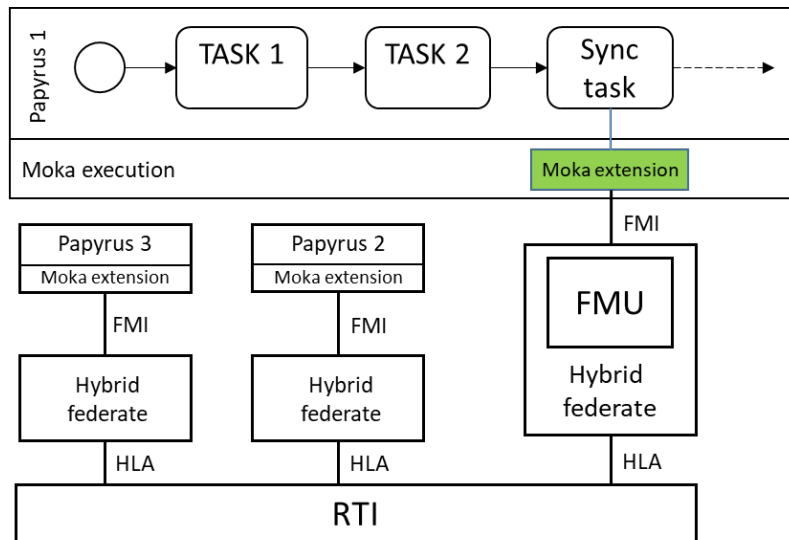 Papyrus 1
TASK 1
TASK 2
Sync
task
Moka execution
Moka extension
FMI
Papyrus 3
Moka extension
Papyrus 2
Moka extension
FMU
FMI
FMI
Hybrid
federate
Hybrid
federate
Hybrid
federate
HLA
HLA
HLA
RTI